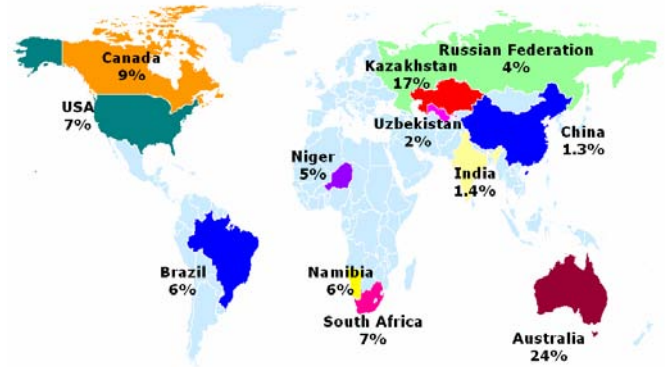 Canada
9%
USA
7%
Russian Federation
4%
Kazakhstan
17%
Uzbekistan
2%
China
1.3%
India
1.4%
Niger
5%
Brazil
6%
Namibia
6%
South Africa
7%
Australia
24%